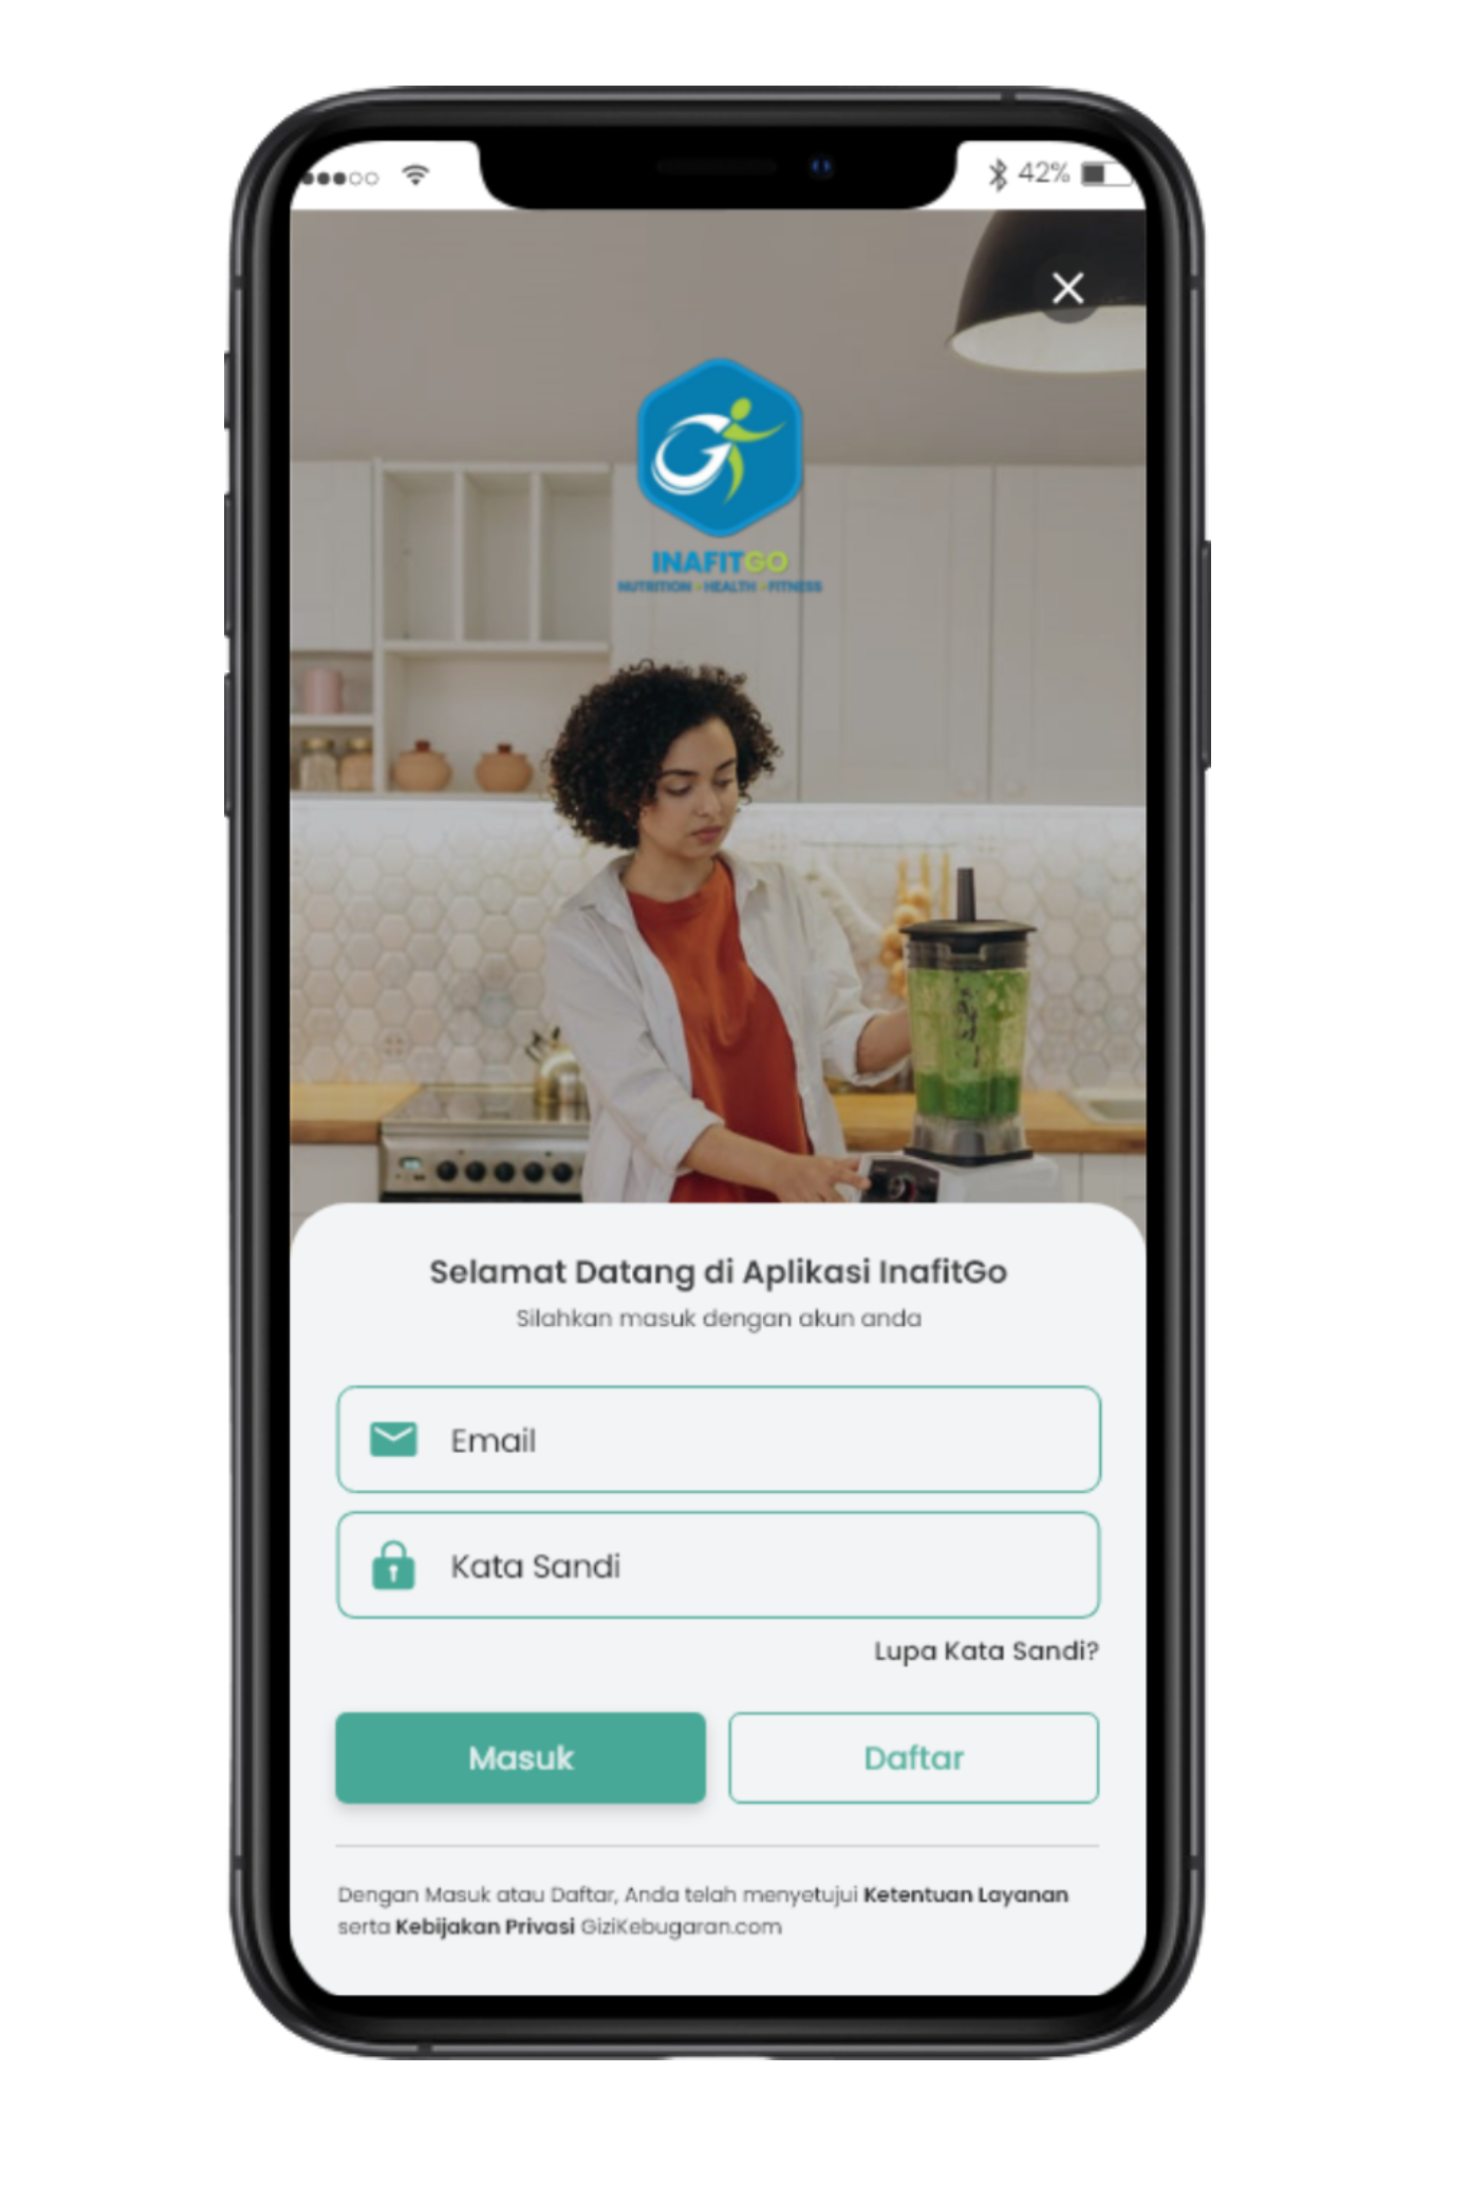 42%
INAFITGO
NUTRITION • HEALTH • FITNESS
Selamat Datang di Aplikasi InafitGo
Silahkan masuk dengan akun anda
Email
Kata Sandi
Lupa Kata Sandi?
Masuk
Daftar
Dengan Masuk atau Daftar, Anda telah menyetujui Ketentuan Layanan
serta Kebijakan Privasi GiziKebugaran.com